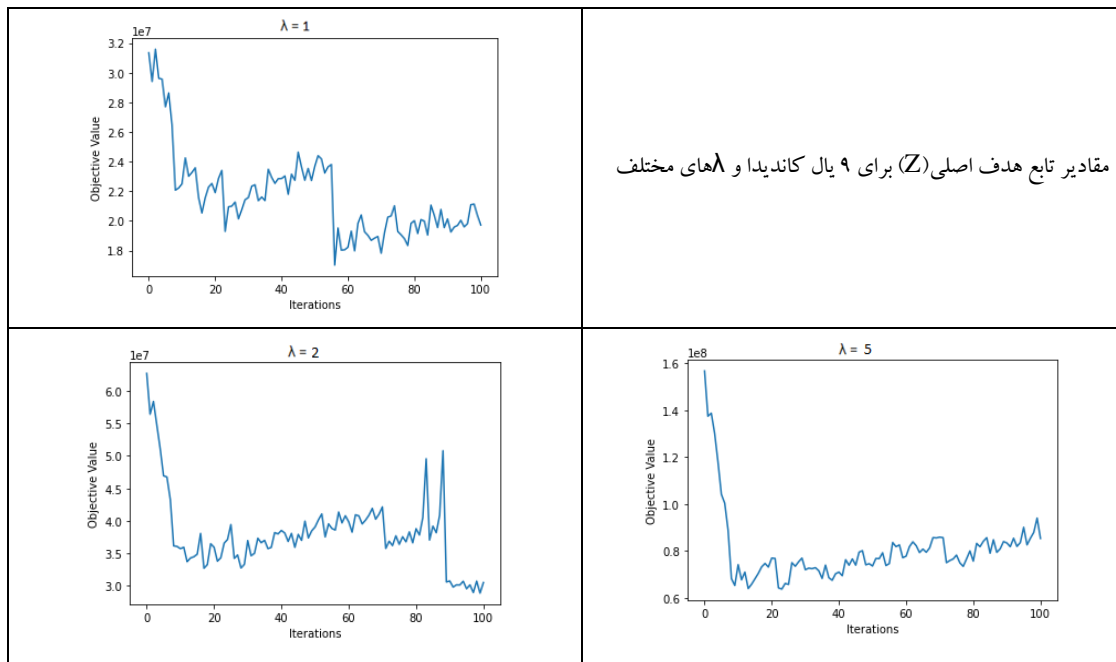 λ = 1
1e7
3.2
3.0
2.8
2.6
2.4
2.2
2.0
1.8
Objective Value
0 20 40 60 80 100
Iterations
مقادیر تابع هدف اصلی(Z) برای ۹ یال کاندیدا و λهای مختلف
λ = 2
1e7
6.0
5.5
5.0
4.5
4.0
3.5
3.0
Objective Value
0 20 40 60 80 100
Iterations
λ = 5
1e8
1.6
1.4
1.2
1.0
0.8
0.6
Objective Value
0 20 40 60 80 100
Iterations